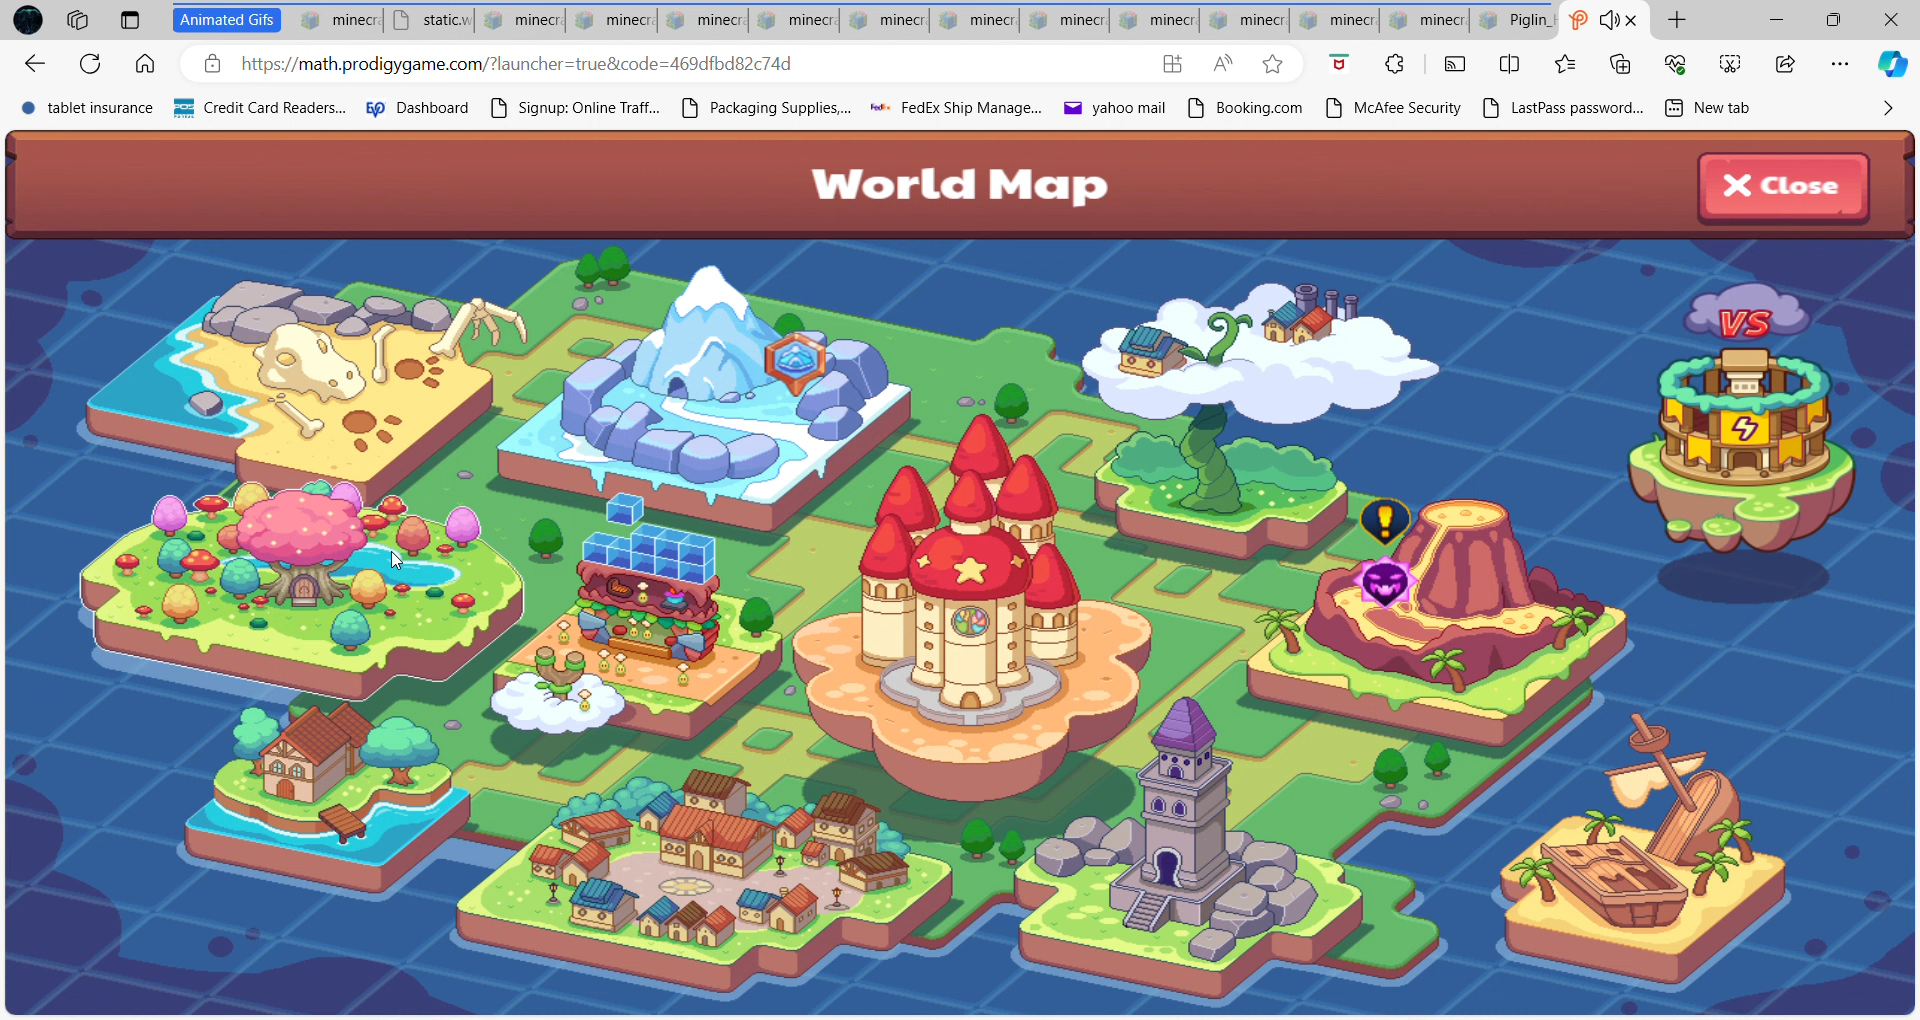 Animated Gifs
minecra
static.w
minecra
minecr
minecr
minecr
minecr
minecr
minecr
minecr
minecr
minecr
minecr
Piglin_
https://math.prodigygame.com/?launcher=true&code=469dfbd82c74d
tablet insurance
Credit Card Readers...
Dashboard
Signup: Online Traff...
Packaging Supplies,...
FedEx Ship Manage...
yahoo mail
Booking.com
McAfee Security
LastPass password...
New tab
World Map
Close
VS